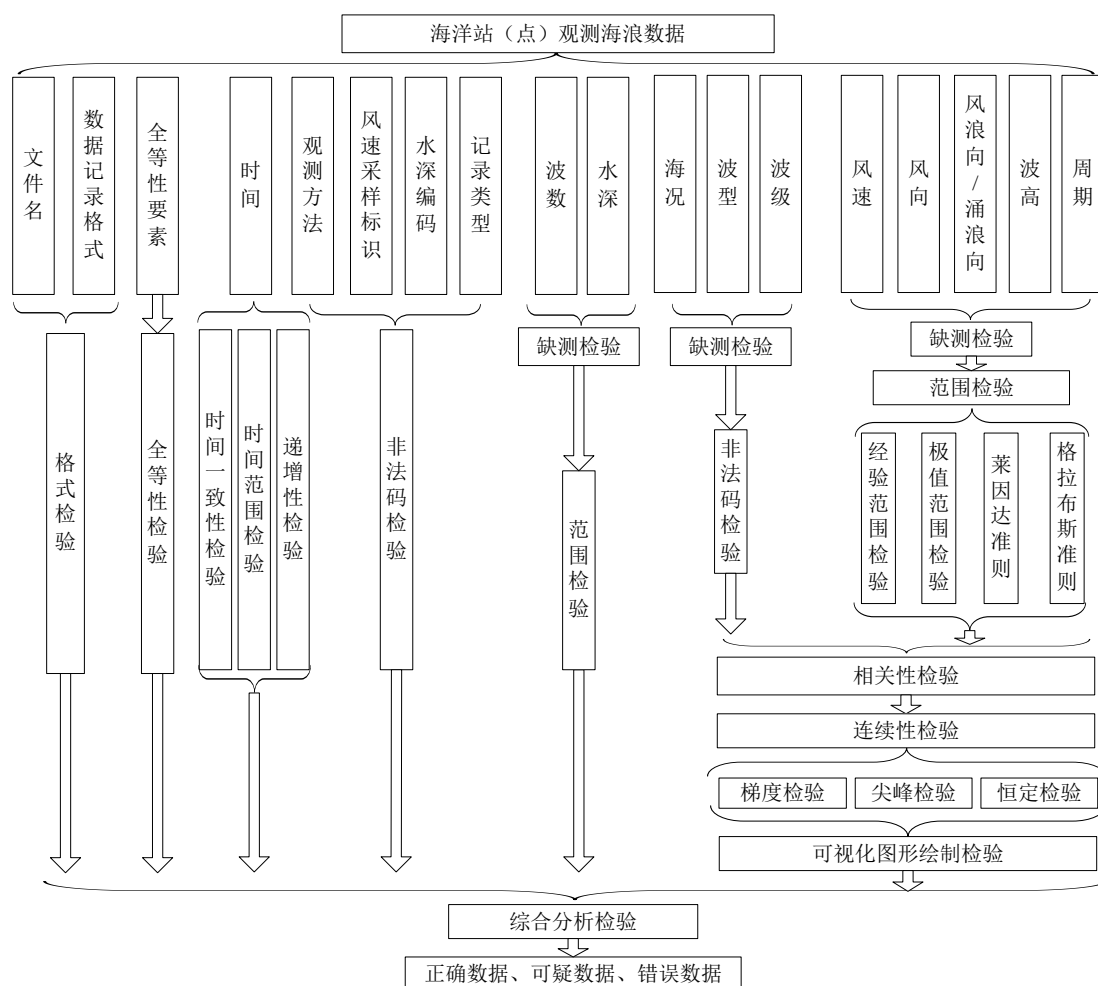 海洋站（点）观测海浪数据
文件名
数据记录格式
全等性要素
时间
观测方法
风速采样标识
水深编码
记录类型
波数
水深
海况
波型
波级
风速
风向
风浪向/涌浪向
波高
周期
缺测检验
缺测检验
缺测检验
范围检验
格式检验
全等性检验
时间一致性检验
时间范围检验
递增性检验
非法码检验
范围检验
非法码检验
经验范围检验
极值范围检验
莱因达准则
格拉布斯准则
相关性检验
连续性检验
梯度检验
尖峰检验
恒定检验
可视化图形绘制检验
综合分析检验
正确数据、可疑数据、错误数据